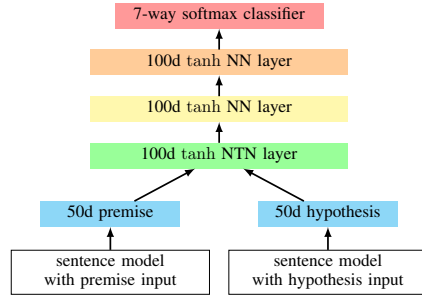 7-way softmax classifier
100d tanh NN layer
100d tanh NN layer
100d tanh NTN layer
50d premise
50d hypothesis
sentence model
with premise input
sentence model
with hypothesis input